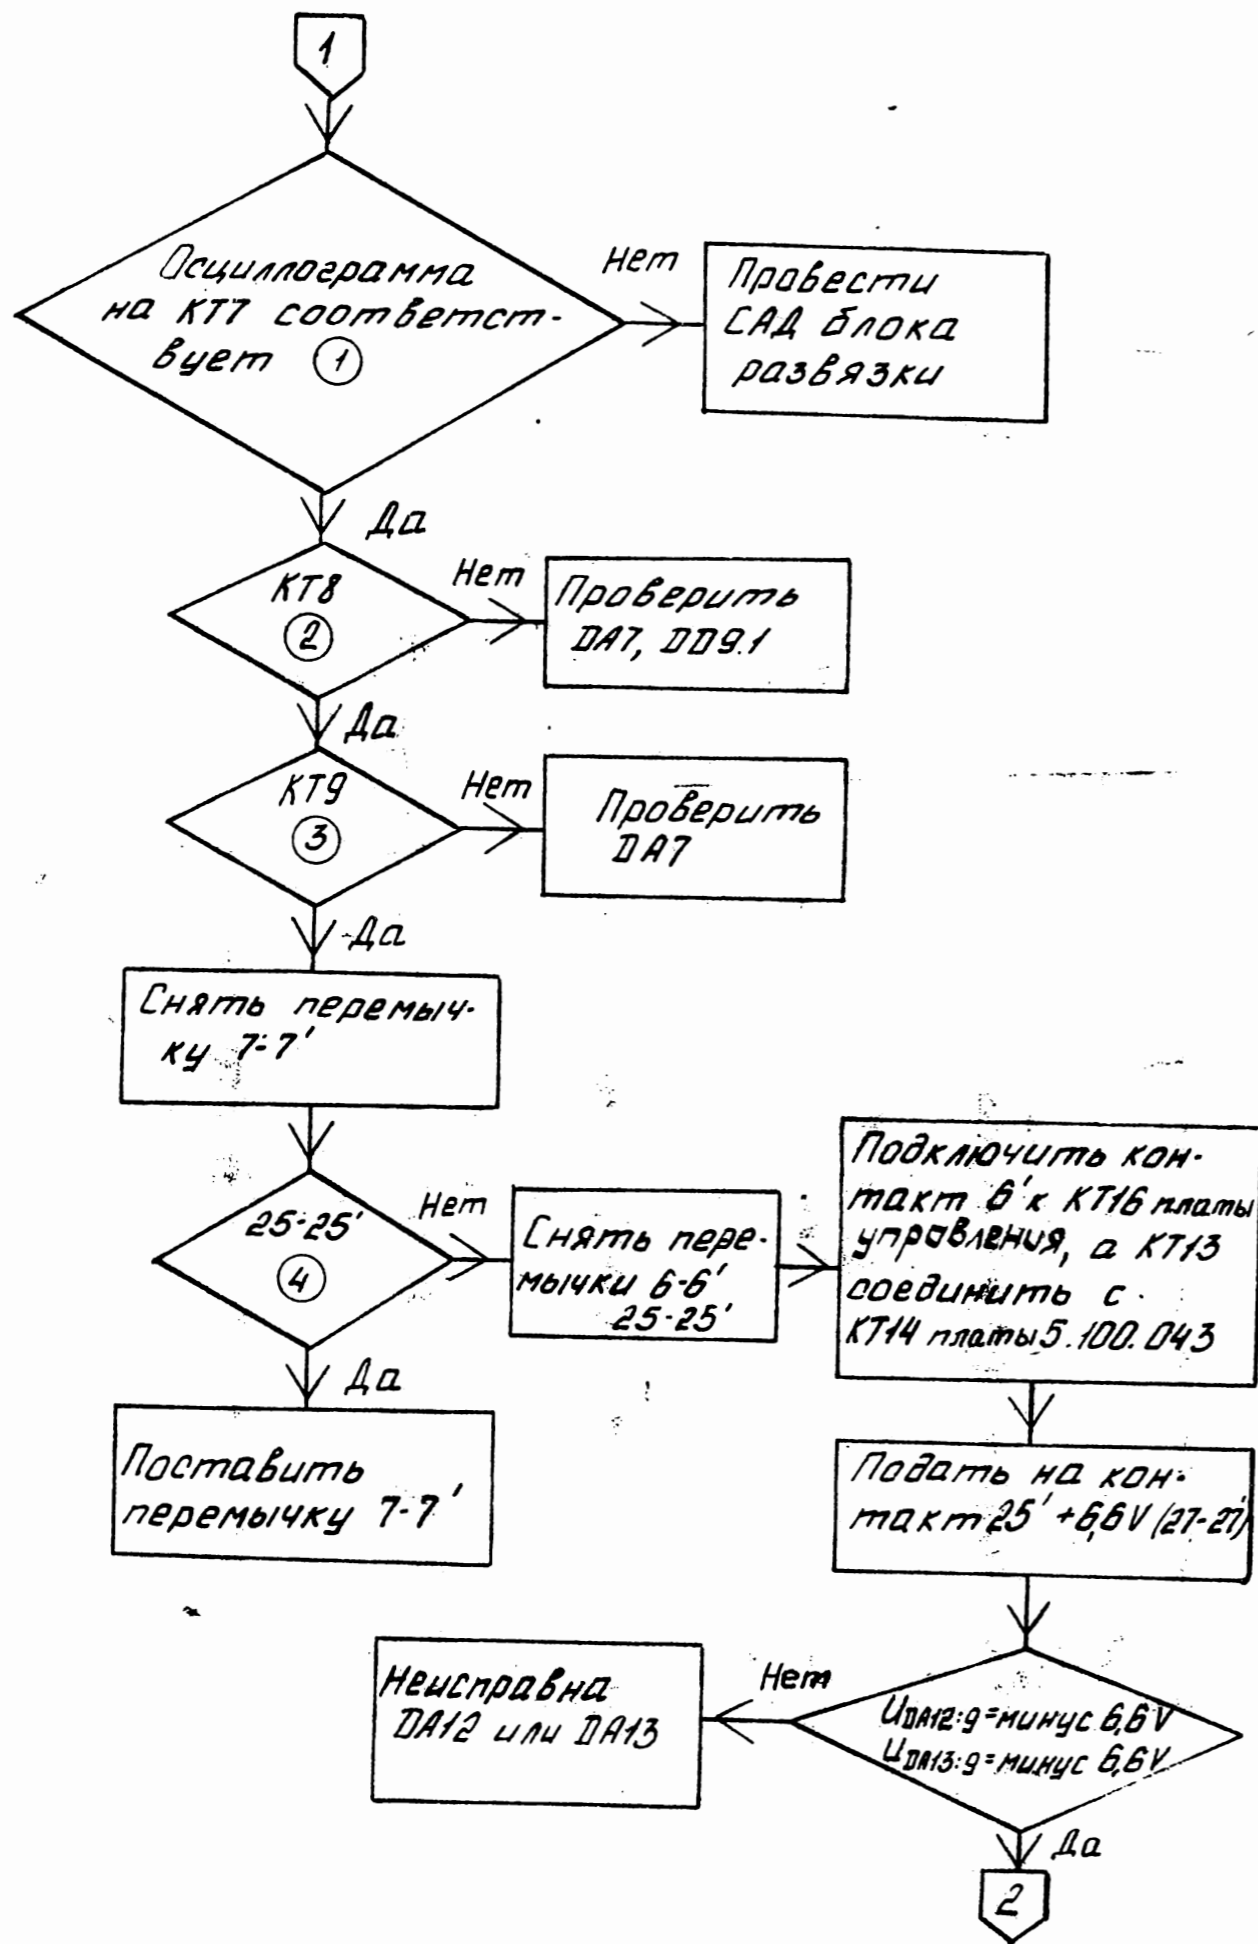 1
Осциллограмма
на КТ7 соответст-
вует 1
Нет
Провести
САД блока
развязки
Да
КТ8
2
Нет
Проверить
DA7, DD9.1
Да
КТ9
3
Нет
Проверить
DA7
Да
Снять перемыч-
ку 7-7'
25-25'
4
Нет
Снять пере-
мычки 6-6'
25-25'
Подключить кон-
такт 6' к КТ16 платы
управления, а КТ13
соединить с
КТ14 платы 5.100.043
Да
Поставить
перемычку 7-7'
Подать на кон-
такт 25' +6,6V (27-27')
Нет
Неисправна
DA12 или DA13
UDA12:9=минус 6,6V
UDA13:9=минус 6,6V
Да
2